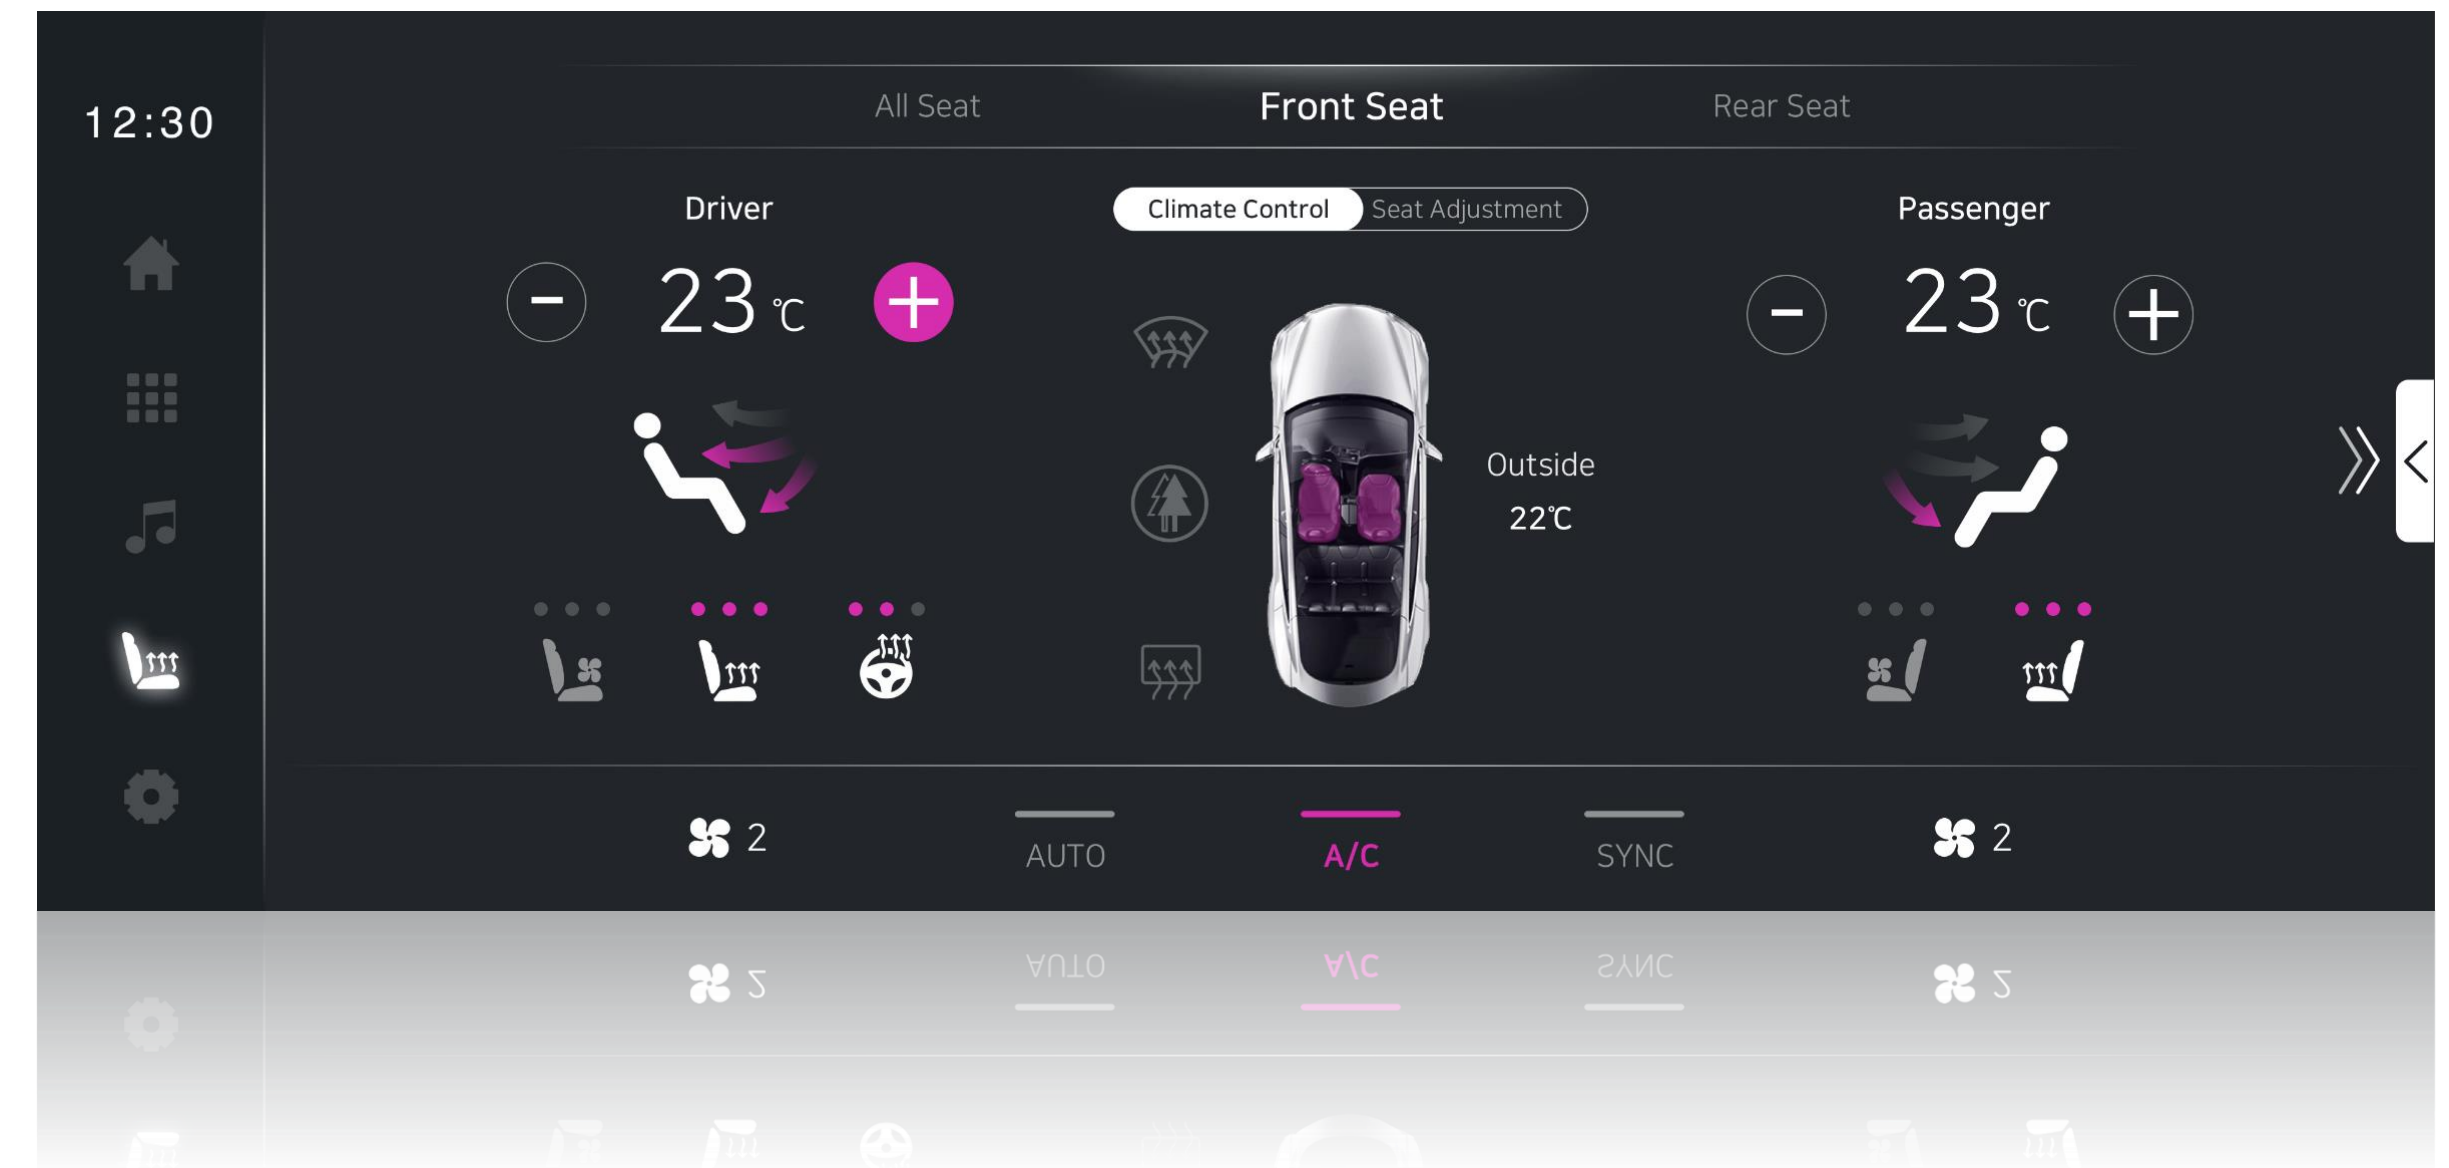 12:30
All Seat
Front Seat
Rear Seat
Driver
Climate Control
Seat Adjustment
Passenger
23 ℃
23 ℃
Outside
22℃
2
AUTO
A/C
SYNC
2